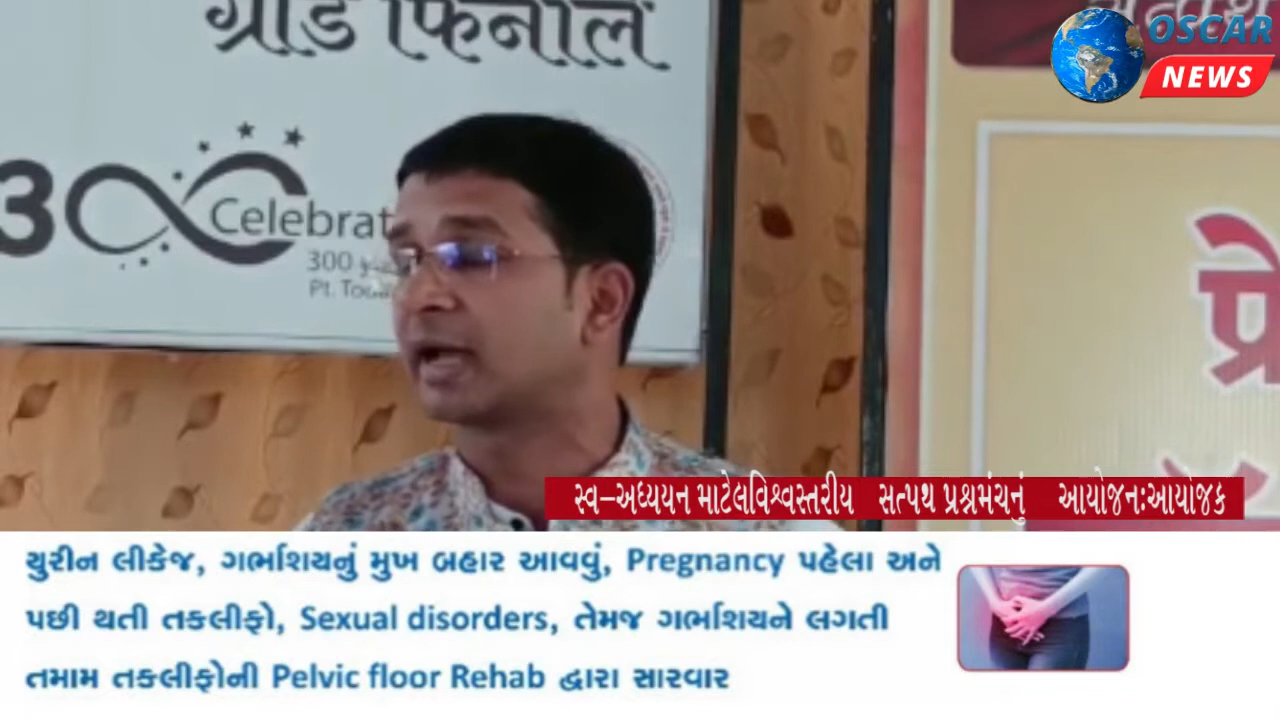 ગ્રાંડ ફિનાલે
OSCAR
NEWS
300
Celebrat
300
Pt.
પ્રે
સ્વ-અધ્યયન માટેલવિશ્વસ્તરીય સત્પથ પ્રશ્નમંચનું આયોજન:આયોજક
યુરીન લીકેજ, ગર્ભાશયનું મુખ બહાર આવવું, Pregnancy પહેલા અને
પછી થતી તકલીફો, Sexual disorders, તેમજ ગર્ભાશયને લગતી
તમામ તકલીફોની Pelvic floor Rehab દ્વારા સારવાર